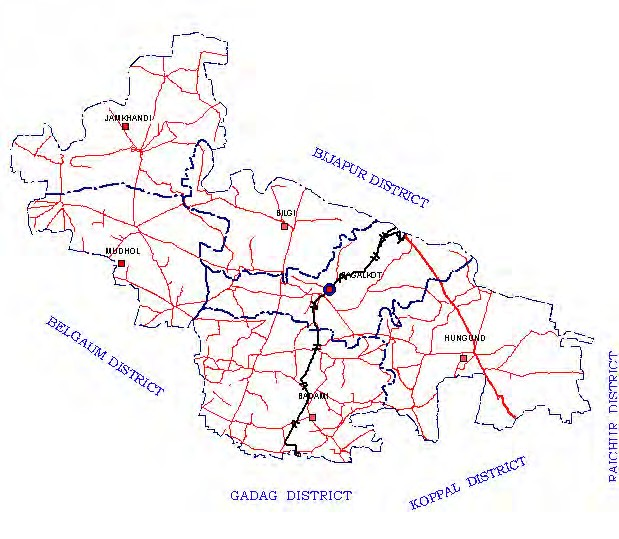 JAMKHANDI
BIJAPUR DISTRICT
BILGI
MUDHOL
BAGALKOT
BELGAUM DISTRICT
HUNGUND
RAICHUR DISTRICT
BADAMI
KOPPAL DISTRICT
GADAG DISTRICT